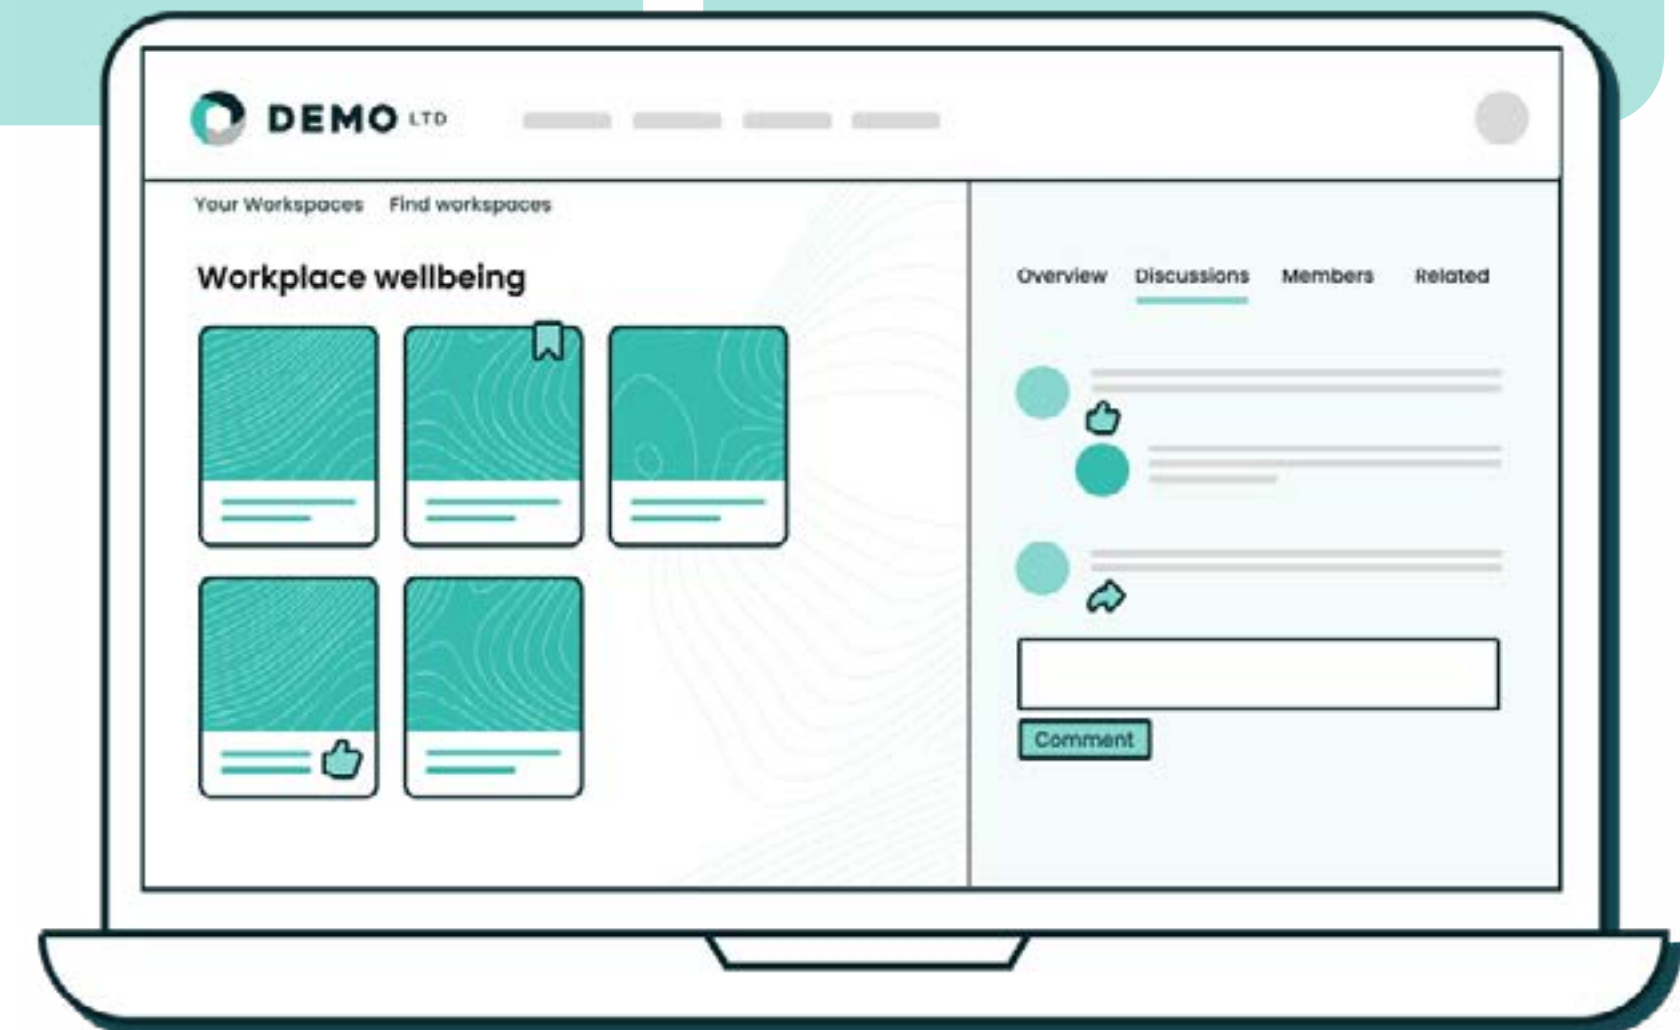 DEMO LTD
Your Workspaces Find workspaces
Workplace wellbeing
Overview Discussions Members Related
Comment